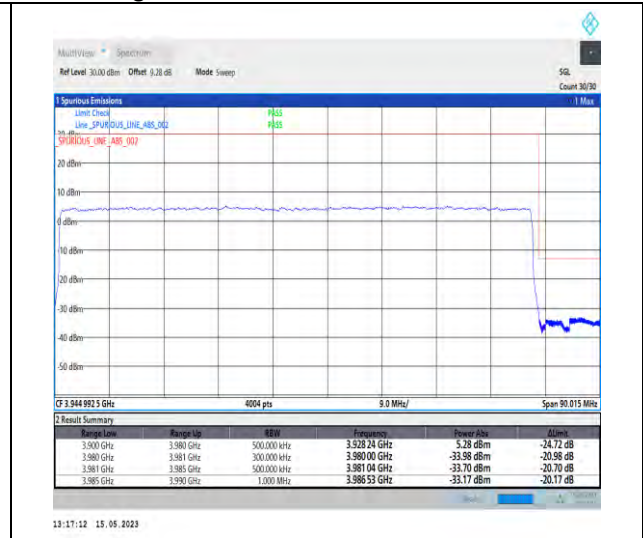 MultiView Spectrum
Ref Level 30.00 dBm Offset 9.28 dB Mode Sweep SGL
Count 30/30
1 Spurious Emissions 1 Max
Limit Check PASS
Line _SPURIOUS_LINE_ABS_002 PASS
_SPURIOUS_LINE_ABS_002
20 dBm
10 dBm
0 dBm
-10 dBm
-20 dBm
-30 dBm
-40 dBm
-50 dBm
CF 3.944 992 5 GHz 4004 pts 9.0 MHz/ Span 90.015 MHz
2 Result Summary
Range Low Range Up RBW Frequency Power Abs ΔLimit
3.900 GHz 3.980 GHz 500.000 kHz 3.928 24 GHz 5.28 dBm -24.72 dB
3.980 GHz 3.981 GHz 300.000 kHz 3.980 00 GHz -33.98 dBm -20.98 dB
3.981 GHz 3.985 GHz 500.000 kHz 3.981 04 GHz -33.70 dBm -20.70 dB
3.985 GHz 3.990 GHz 1.000 MHz 3.986 53 GHz -33.17 dBm -20.17 dB
13:17:12 15.05.2023